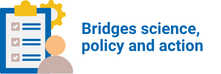 Bridges science,
policy and action